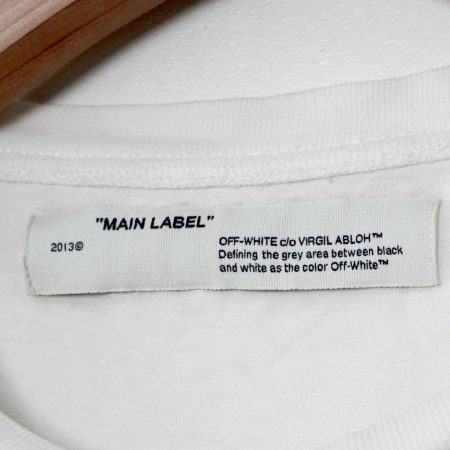 "MAIN LABEL"
2013©
OFF-WHITE c/o VIRGIL ABLOH™
Defining the grey area between black
and white as the color Off-White™